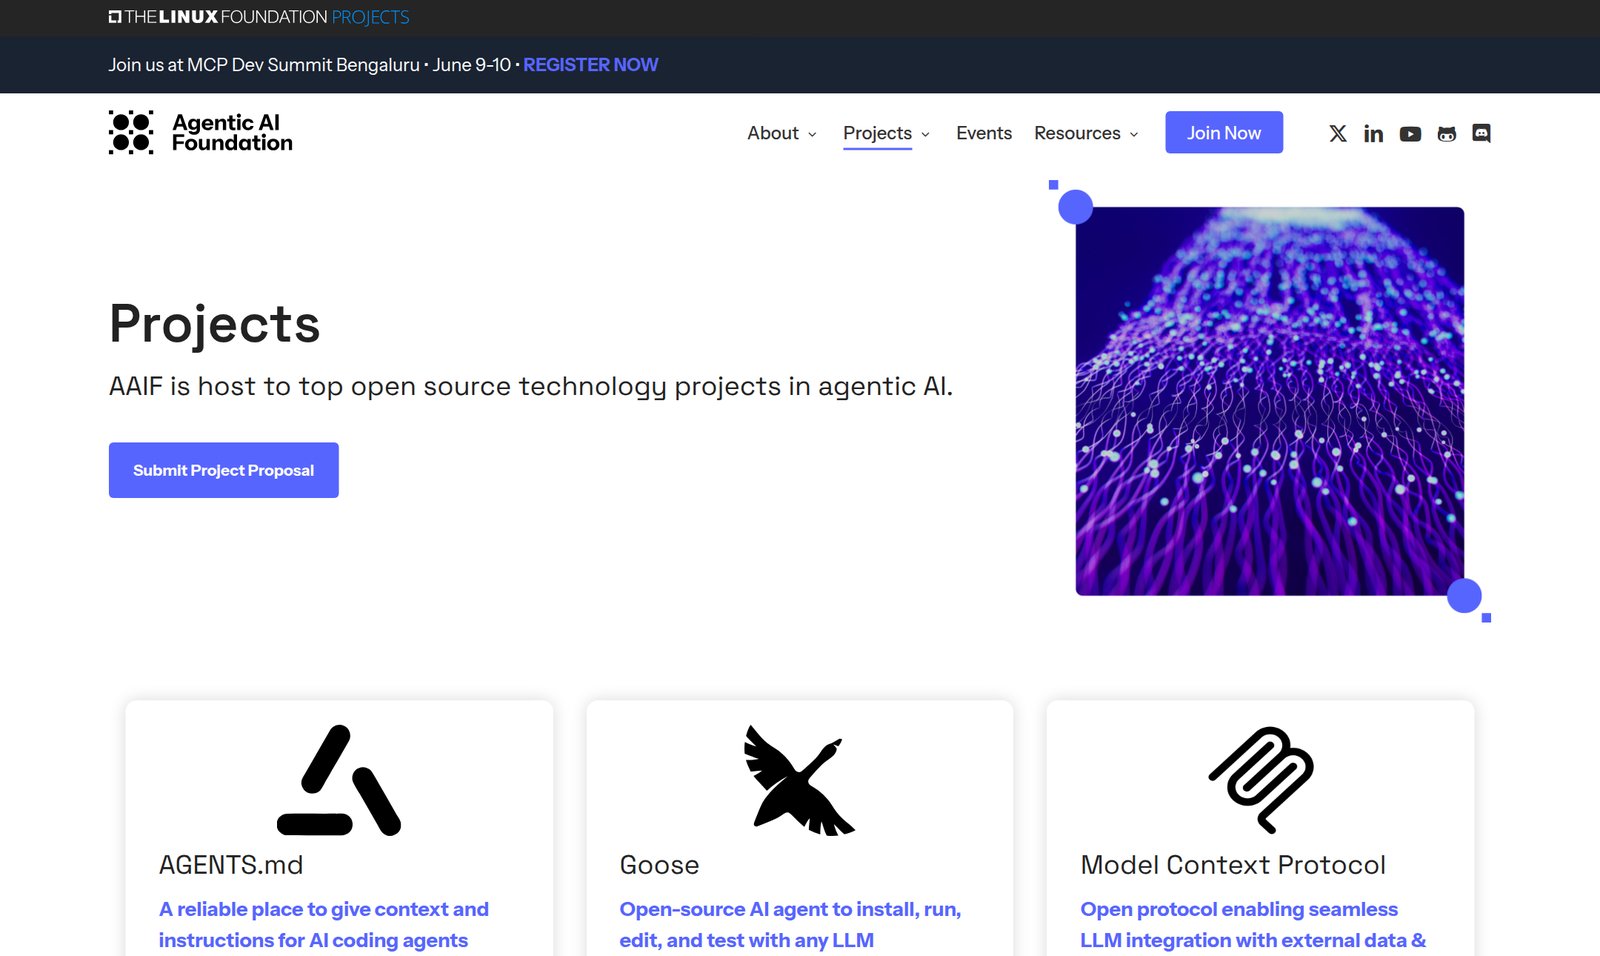 THE LINUX FOUNDATION PROJECTS
Join us at MCP Dev Summit Bengaluru • June 9-10 • REGISTER NOW
Agentic AI
Foundation
About
Projects
Events
Resources
Join Now
Projects
AAIF is host to top open source technology projects in agentic AI.
Submit Project Proposal
AGENTS.md
A reliable place to give context and
instructions for AI coding agents
Goose
Open-source AI agent to install, run,
edit, and test with any LLM
Model Context Protocol
Open protocol enabling seamless
LLM integration with external data &